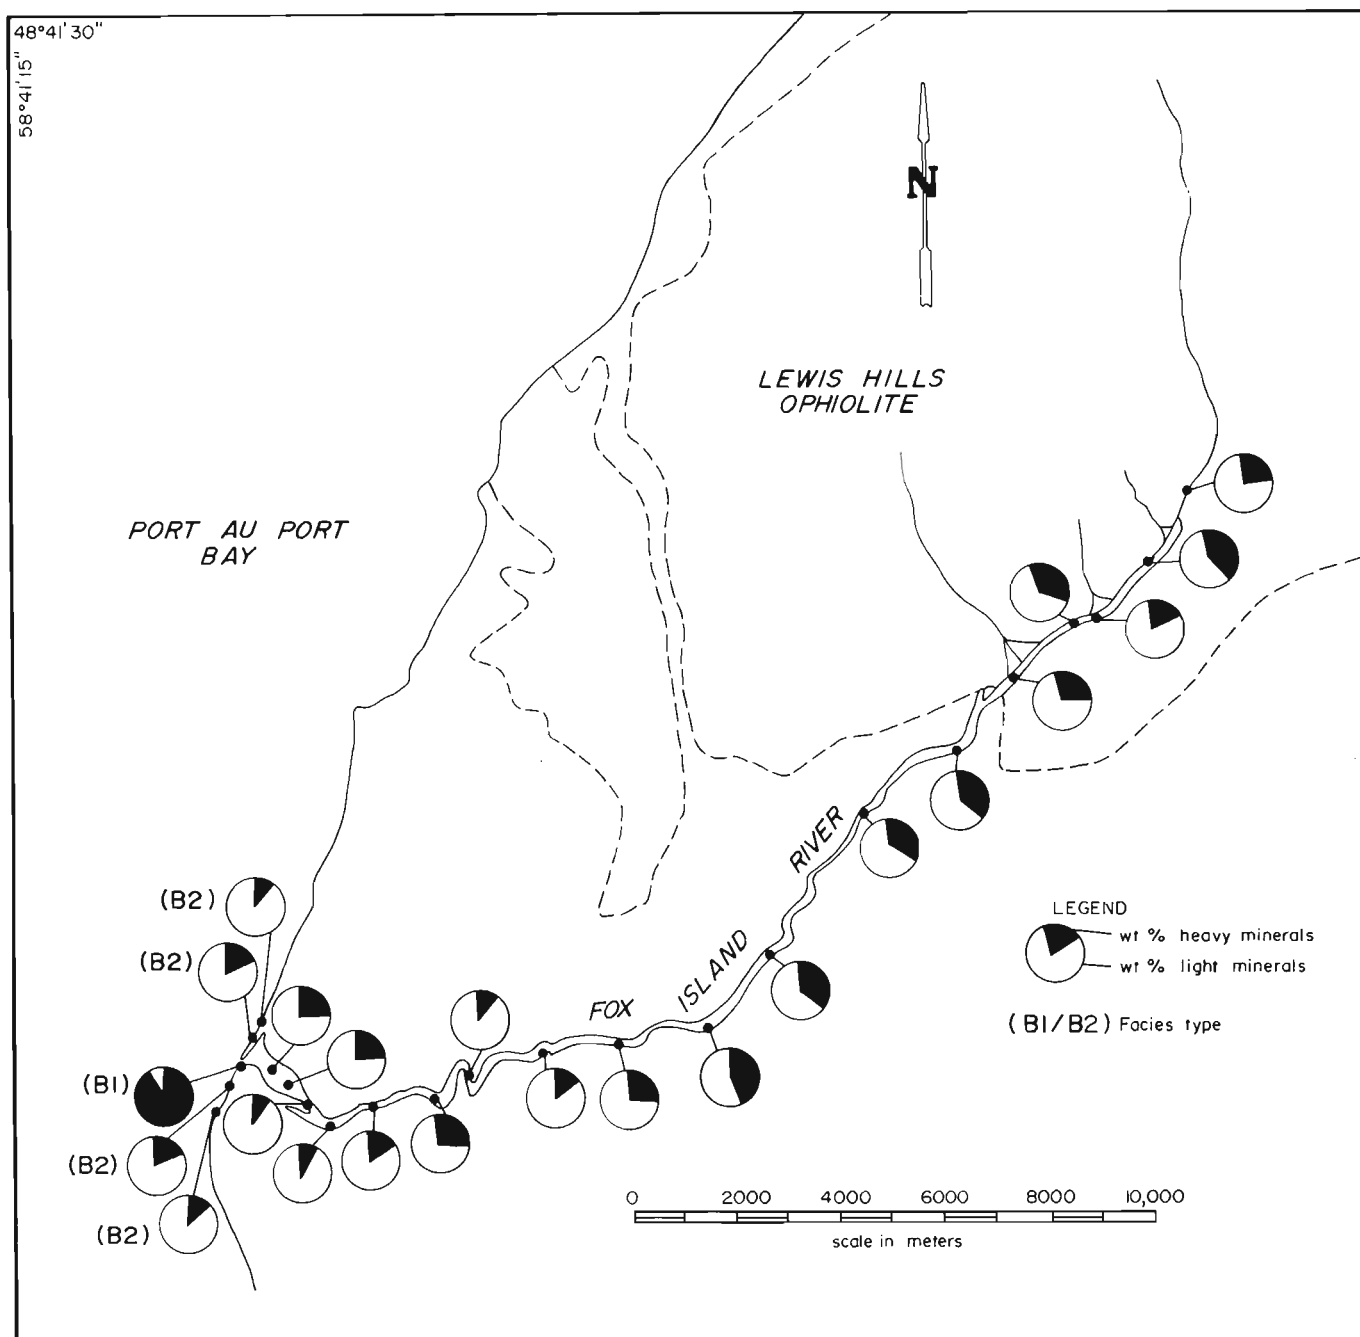 48°41'30"
58°41'15"
N
LEWIS HILLS
OPHIOLITE
PORT AU PORT
BAY
FOX ISLAND RIVER
LEGEND
wt % heavy minerals
wt % light minerals
(B1/B2) Facies type
(B2)
(B2)
(B1)
(B2)
(B2)
0 2000 4000 6000 8000 10,000
scale in meters